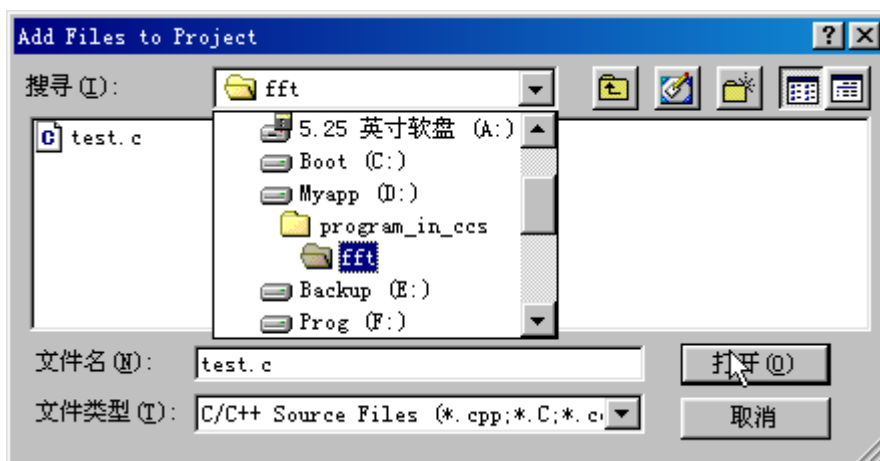 Add Files to Project
搜寻(I):
fft
test.c
5.25 英寸软盘 (A:)
Boot (C:)
Myapp (D:)
program_in_ccs
fft
Backup (E:)
Prog (F:)
文件名(N):
test.c
打开(O)
文件类型(T):
C/C++ Source Files (*.cpp;*.C;*.c
取消